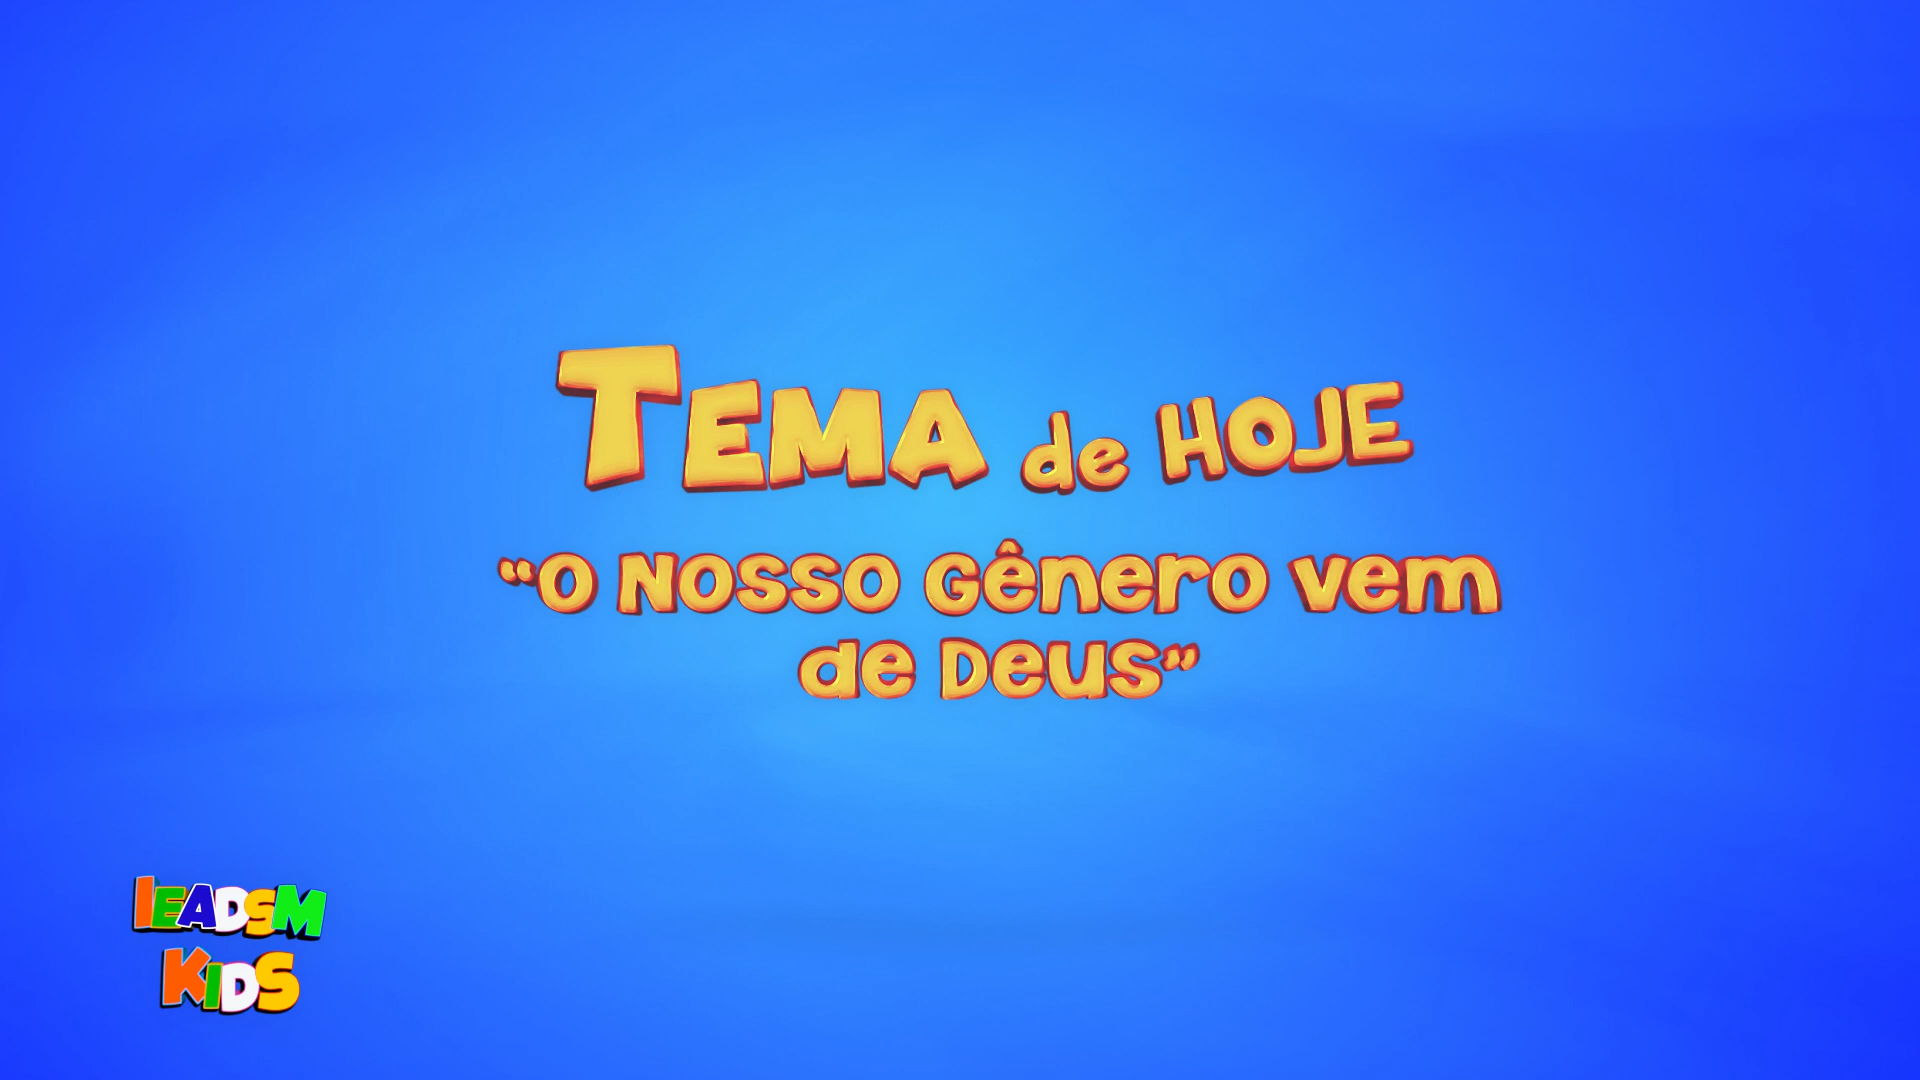 TEMA de HOJE
“O NOSSO Gênero vem
de Deus”
IEADSM
KIDS